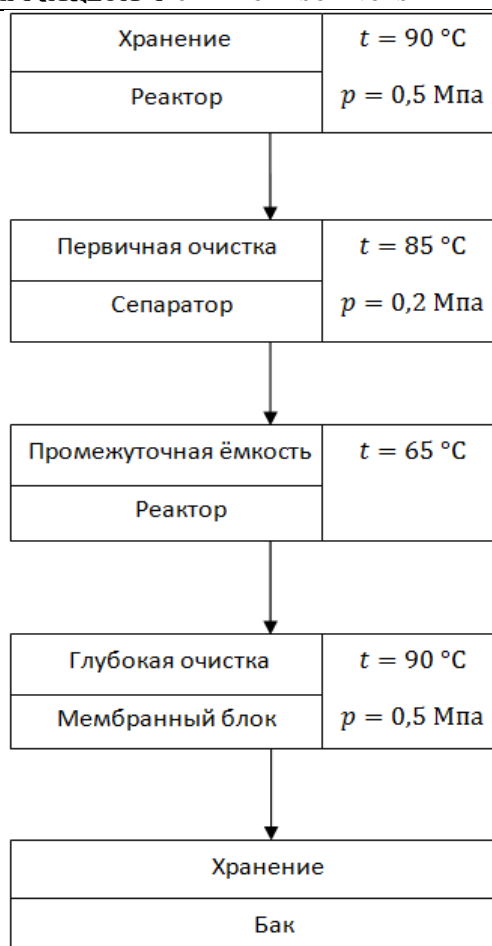 Хранение
t = 90 °C
Реактор
p = 0,5 Мпа
Первичная очистка
t = 85 °C
Сепаратор
p = 0,2 Мпа
Промежуточная ёмкость
t = 65 °C
Реактор
Глубокая очистка
t = 90 °C
Мембранный блок
p = 0,5 Мпа
Хранение
Бак